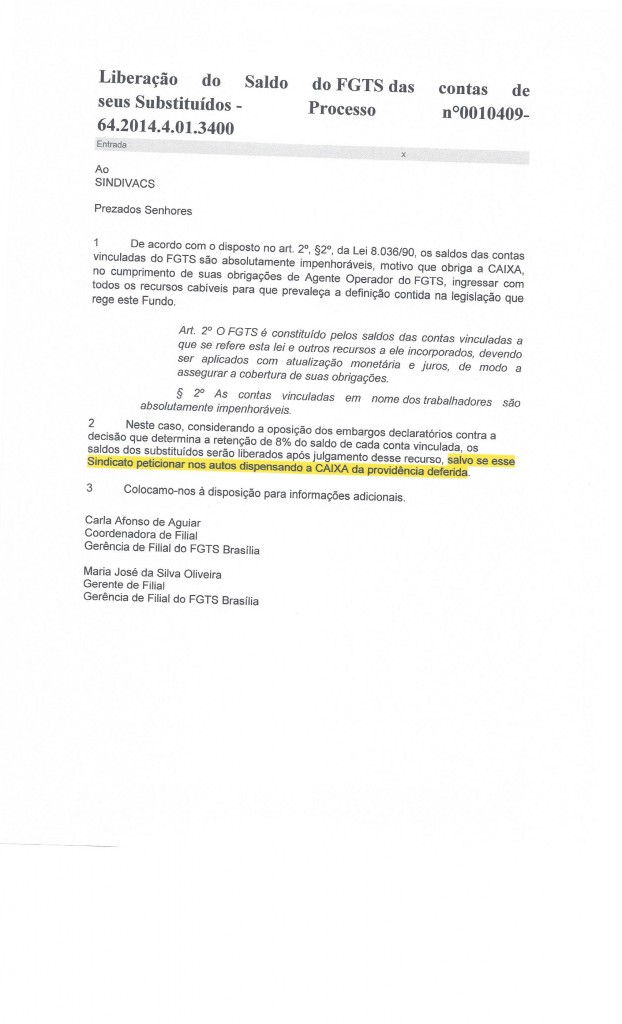 Liberação do Saldo do FGTS das contas de
seus Substituídos - Processo nº0010409-
64.2014.4.01.3400
Entrada x
Ao
SINDIVACS
Prezados Senhores
1 De acordo com o disposto no art. 2º, §2º, da Lei 8.036/90, os saldos das contas
vinculadas do FGTS são absolutamente impenhoráveis, motivo que obriga a CAIXA,
no cumprimento de suas obrigações de Agente Operador do FGTS, ingressar com
todos os recursos cabíveis para que prevaleça a definição contida na legislação que
rege este Fundo.
Art. 2º O FGTS é constituído pelos saldos das contas vinculadas a
que se refere esta lei e outros recursos a ele incorporados, devendo
ser aplicados com atualização monetária e juros, de modo a
assegurar a cobertura de suas obrigações.
§ 2º As contas vinculadas em nome dos trabalhadores são
absolutamente impenhoráveis.
2 Neste caso, considerando a oposição dos embargos declaratórios contra a
decisão que determina a retenção de 8% do saldo de cada conta vinculada, os
saldos dos substituídos serão liberados após julgamento desse recurso, salvo se esse
Sindicato peticionar nos autos dispensando a CAIXA da providência deferida.
3 Colocamo-nos à disposição para informações adicionais.
Carla Afonso de Aguiar
Coordenadora de Filial
Gerência de Filial do FGTS Brasília
Maria José da Silva Oliveira
Gerente de Filial
Gerência de Filial do FGTS Brasília